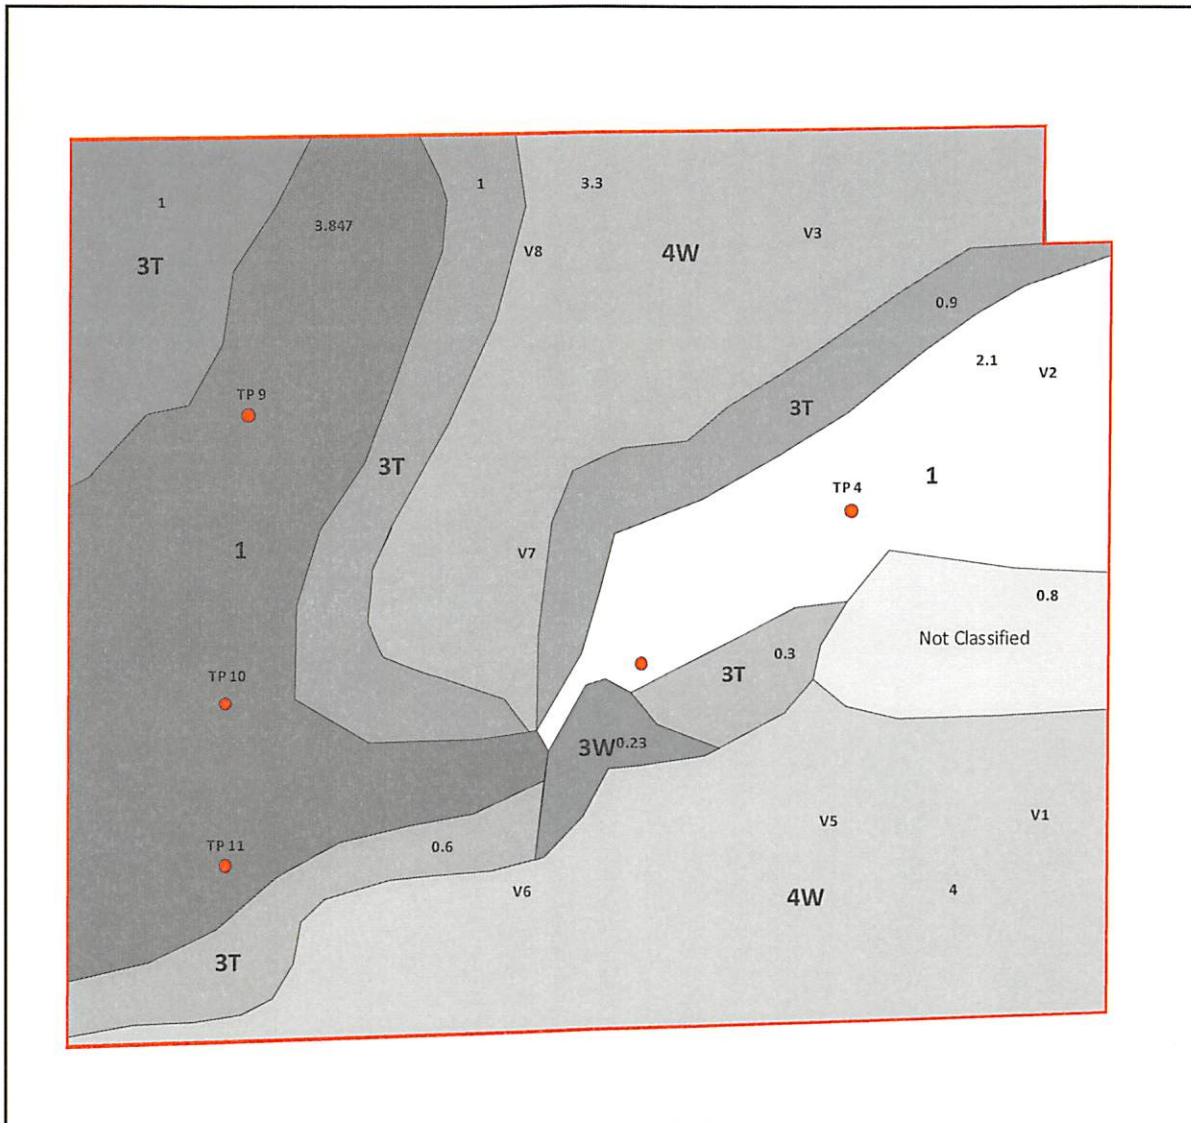 1
3.3
1
3.847
V3
V8
4W
3T
0.9
2.1
V2
TP 9
3T
3T
1
TP 4
1
V7
0.8
Not Classified
0.3
3T
TP 10
3W 0.23
V1
V5
TP 11
0.6
V6
4W
4
3T